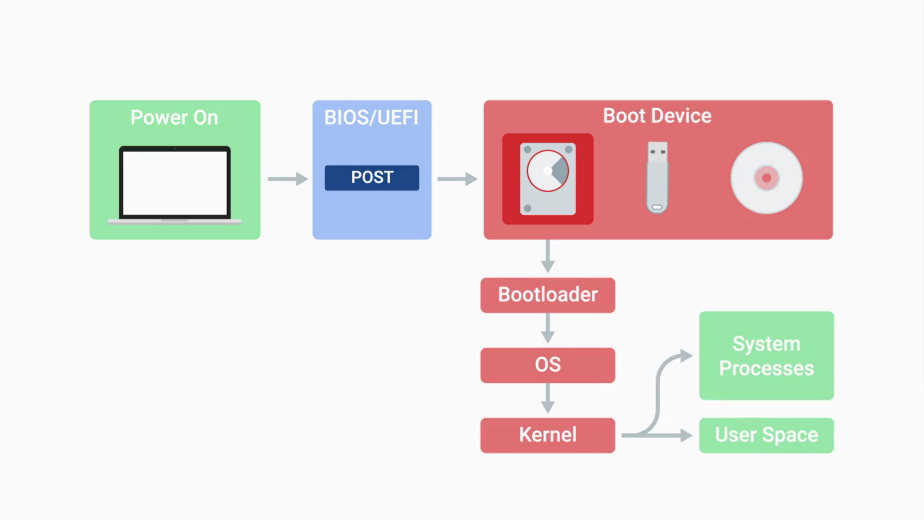 Power On
BIOS/UEFI
POST
Boot Device
Bootloader
OS
Kernel
System
Processes
User Space